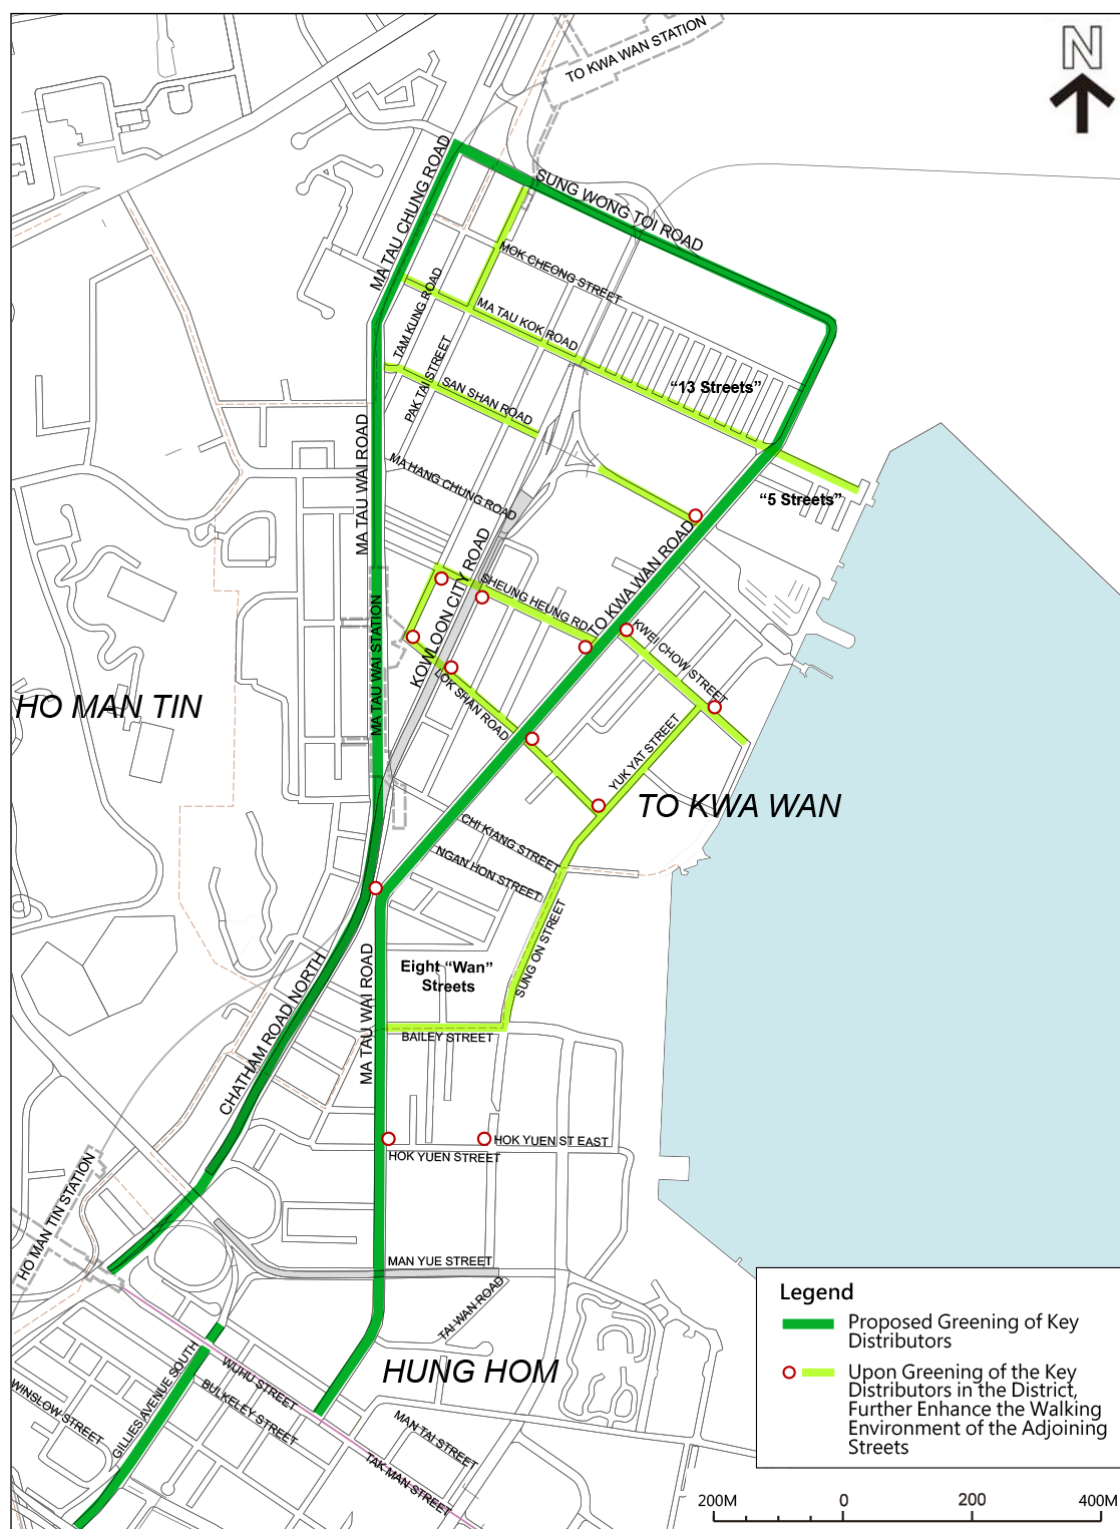 N
TO KWA WAN STATION
MA TAU CHUNG ROAD
SUNG WONG TOI ROAD
MOK CHEONG STREET
TAM KUNG ROAD
MA TAU KOK ROAD
PAK TAI STREET
SAN SHAN ROAD
“13 Streets”
MA TAU WAI ROAD
MA HANG CHUNG ROAD
“5 Streets”
KOWLOON CITY ROAD
SHEUNG HEUNG RD
TO KWA WAN ROAD
KWEI CHOW STREET
MA TAU WAI STATION
LOK SHAN ROAD
HO MAN TIN
YUK YAT STREET
TO KWA WAN
CHI KIANG STREET
NGAN HON STREET
SUNG ON STREET
Eight “Wan”
Streets
CHATHAM ROAD NORTH
MA TAU WAI ROAD
BAILEY STREET
HOK YUEN ST EAST
HOK YUEN STREET
HO MAN TIN STATION
MAN YUE STREET
TAI WAN ROAD
HUNG HOM
WUHU STREET
GILLIES AVENUE SOUTH
BULKELEY STREET
WINSLOW STREET
MAN TAI STREET
TAK MAN STREET
Legend
Proposed Greening of Key
Distributors
Upon Greening of the Key
Distributors in the District,
Further Enhance the Walking
Environment of the Adjoining
Streets
200M 0 200 400M